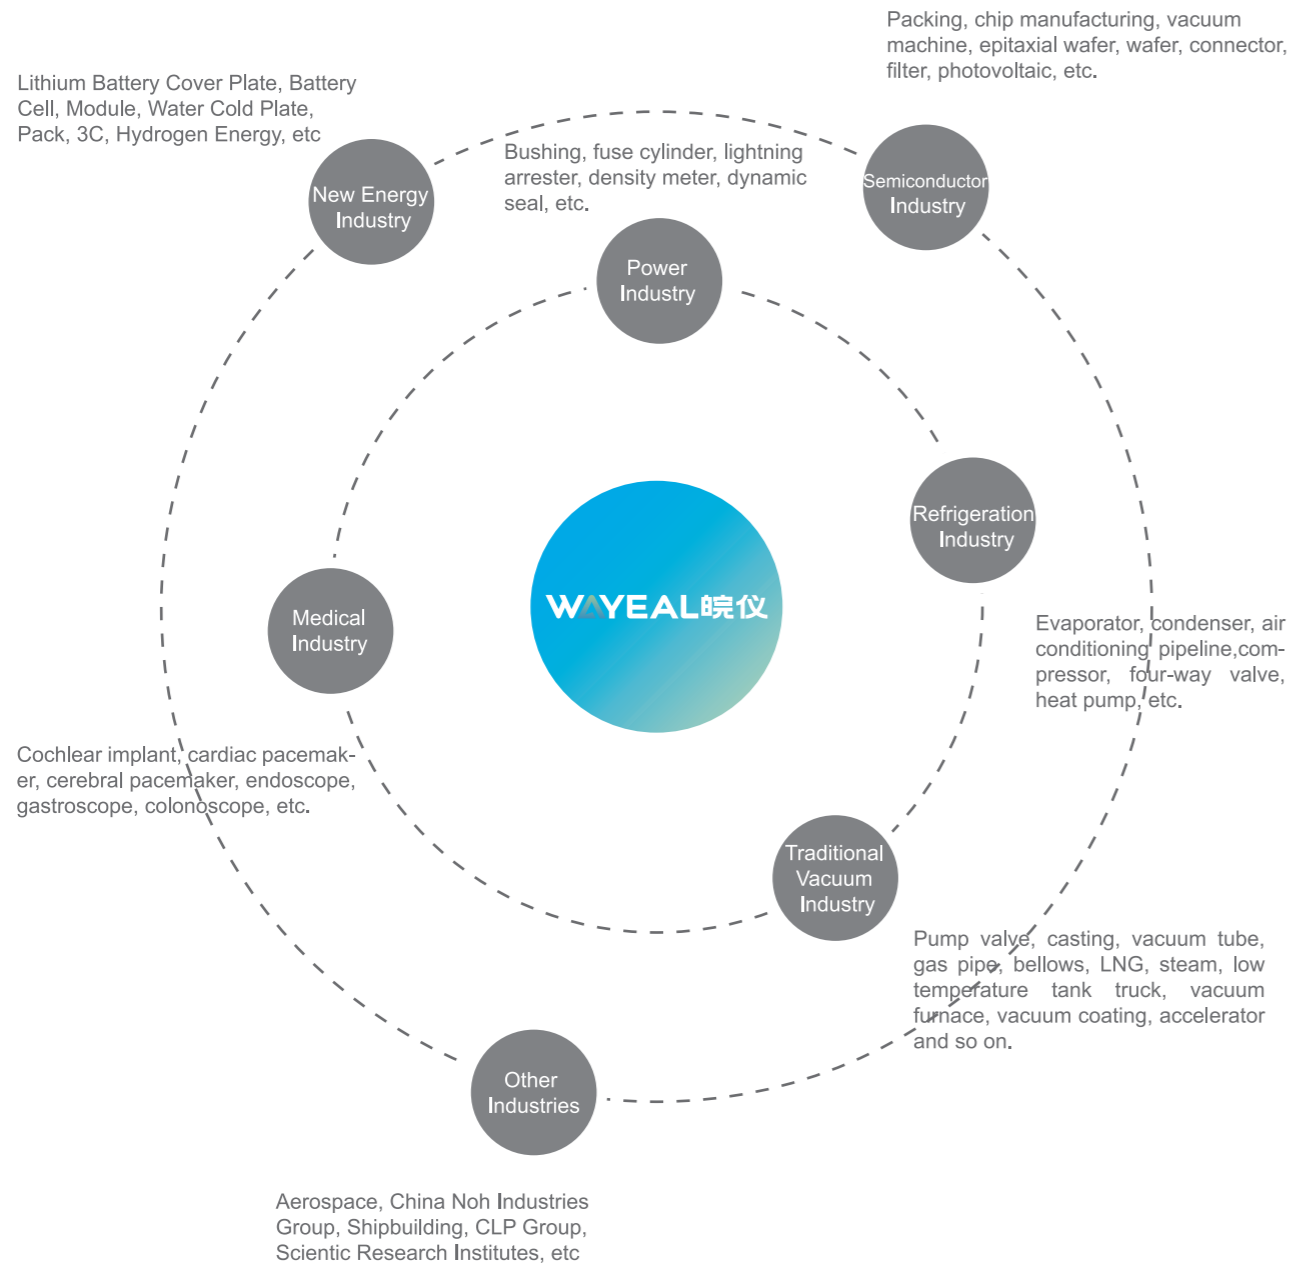 Packing, chip manufacturing, vacuum
machine, epitaxial wafer, wafer, connector,
filter, photovoltaic, etc.
Lithium Battery Cover Plate, Battery
Cell, Module, Water Cold Plate,
Pack, 3C, Hydrogen Energy, etc
New Energy
Industry
Bushing, fuse cylinder, lightning
arrester, density meter, dynamic
seal, etc.
Semiconductor
Industry
Power
Industry
Refrigeration
Industry
WAYEAL皖仪
Medical
Industry
Evaporator, condenser, air
conditioning pipeline,com-
pressor, four-way valve,
heat pump, etc.
Cochlear implant, cardiac pacemak-
er, cerebral pacemaker, endoscope,
gastroscope, colonoscope, etc.
Traditional
Vacuum
Industry
Pump valve, casting, vacuum tube,
gas pipe, bellows, LNG, steam, low
temperature tank truck, vacuum
furnace, vacuum coating, accelerator
and so on.
Other
Industries
Aerospace, China Noh Industries
Group, Shipbuilding, CLP Group,
Scientic Research Institutes, etc